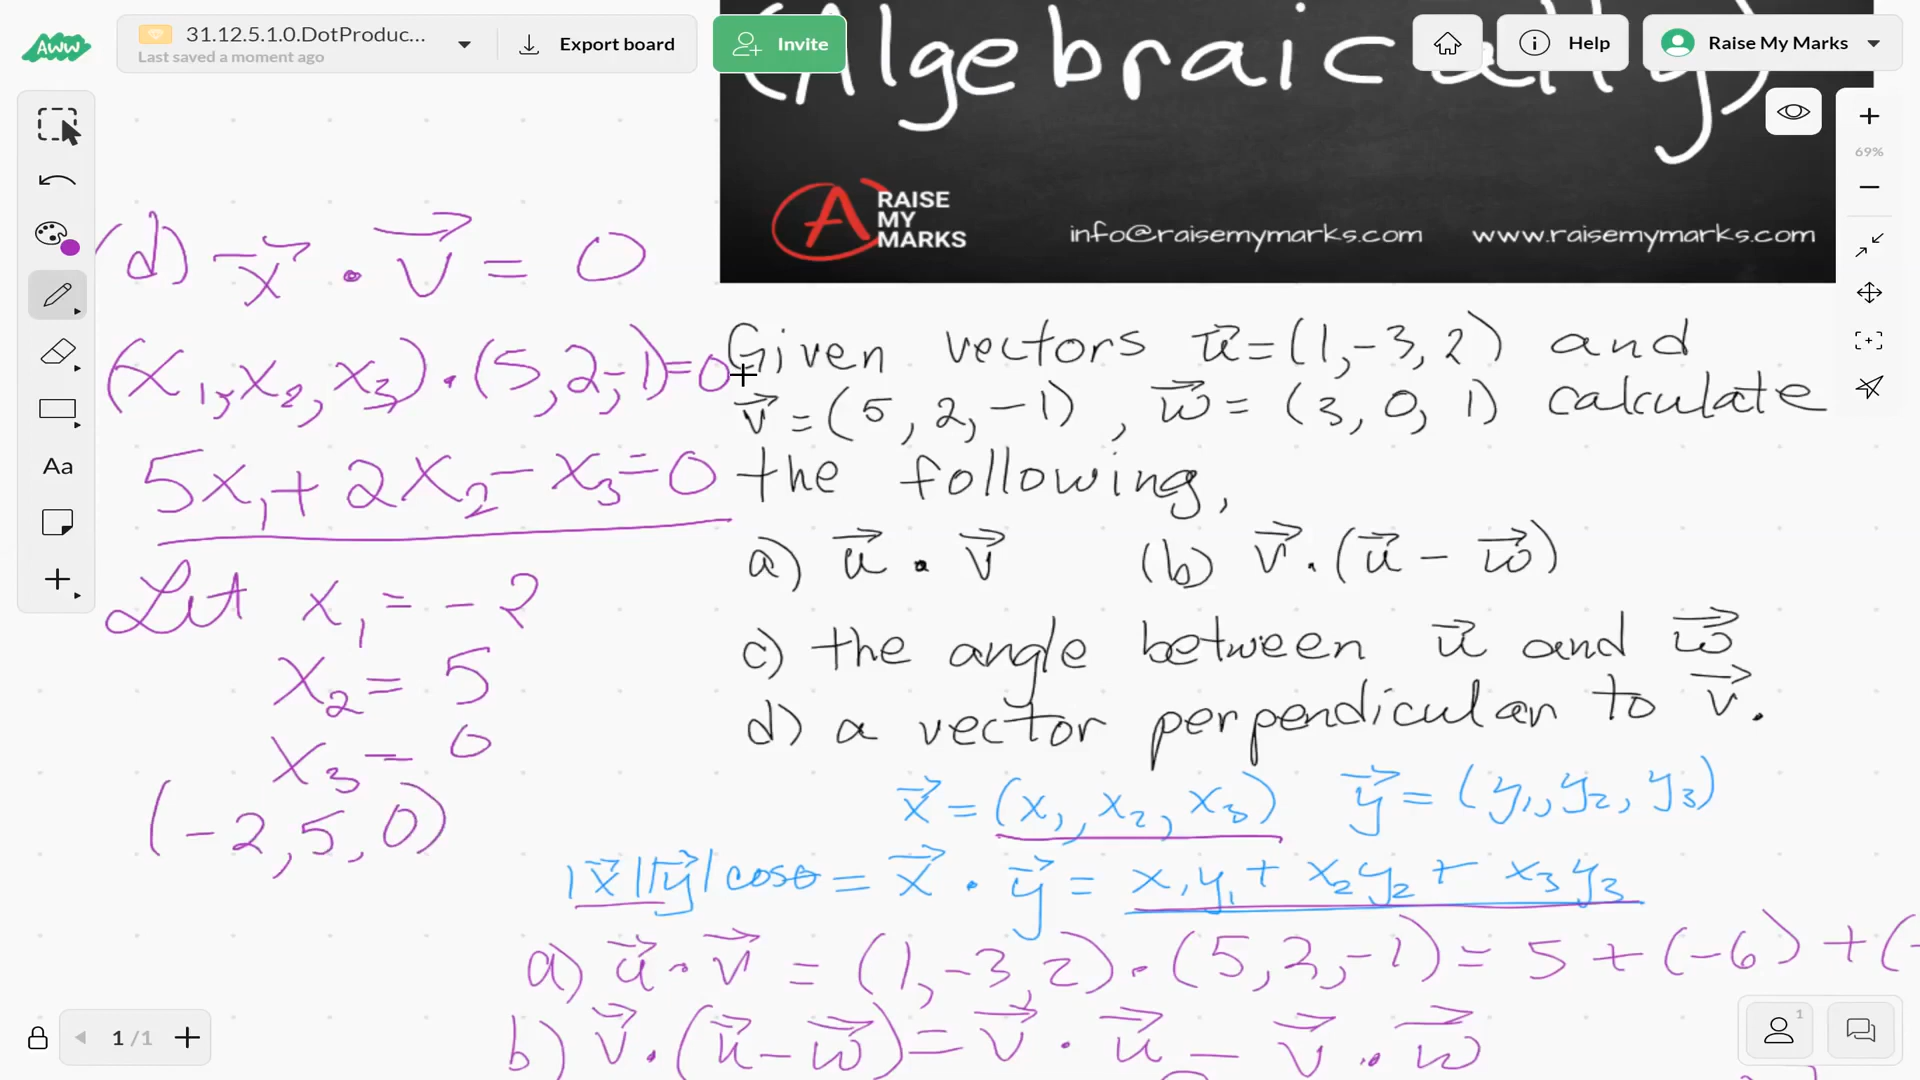 AWW
31.12.5.1.0.DotProduc...
Last saved a moment ago
Export board
Invite
Help
Raise My Marks
(Algebraically)
69%
RAISE
MY
MARKS
info@raisemymarks.com
www.raisemymarks.com
(d) x⃗ · v⃗ = 0
(x₁, x₂, x₃) · (5, 2, -1) = 0
5x₁ + 2x₂ - x₃ = 0
Let x₁ = -2
x₂ = 5
x₃ = 0
(-2, 5, 0)
Given vectors u⃗ = (1, -3, 2) and
v⃗ = (5, 2, -1), w⃗ = (3, 0, 1) calculate
the following,
a) u⃗ · v⃗ (b) v⃗ · (u⃗ - w⃗)
c) the angle between u⃗ and w⃗
d) a vector perpendicular to v⃗.
x⃗ = (x₁, x₂, x₃) y⃗ = (y₁, y₂, y₃)
|x⃗||y⃗| cosθ = x⃗ · y⃗ = x₁y₁ + x₂y₂ + x₃y₃
a) u⃗ · v⃗ = (1, -3, 2) · (5, 2, -1) = 5 + (-6) + (-
b) v⃗ · (u⃗ - w⃗) = v⃗ · u⃗ - v⃗ · w⃗
Aa
1 / 1
1